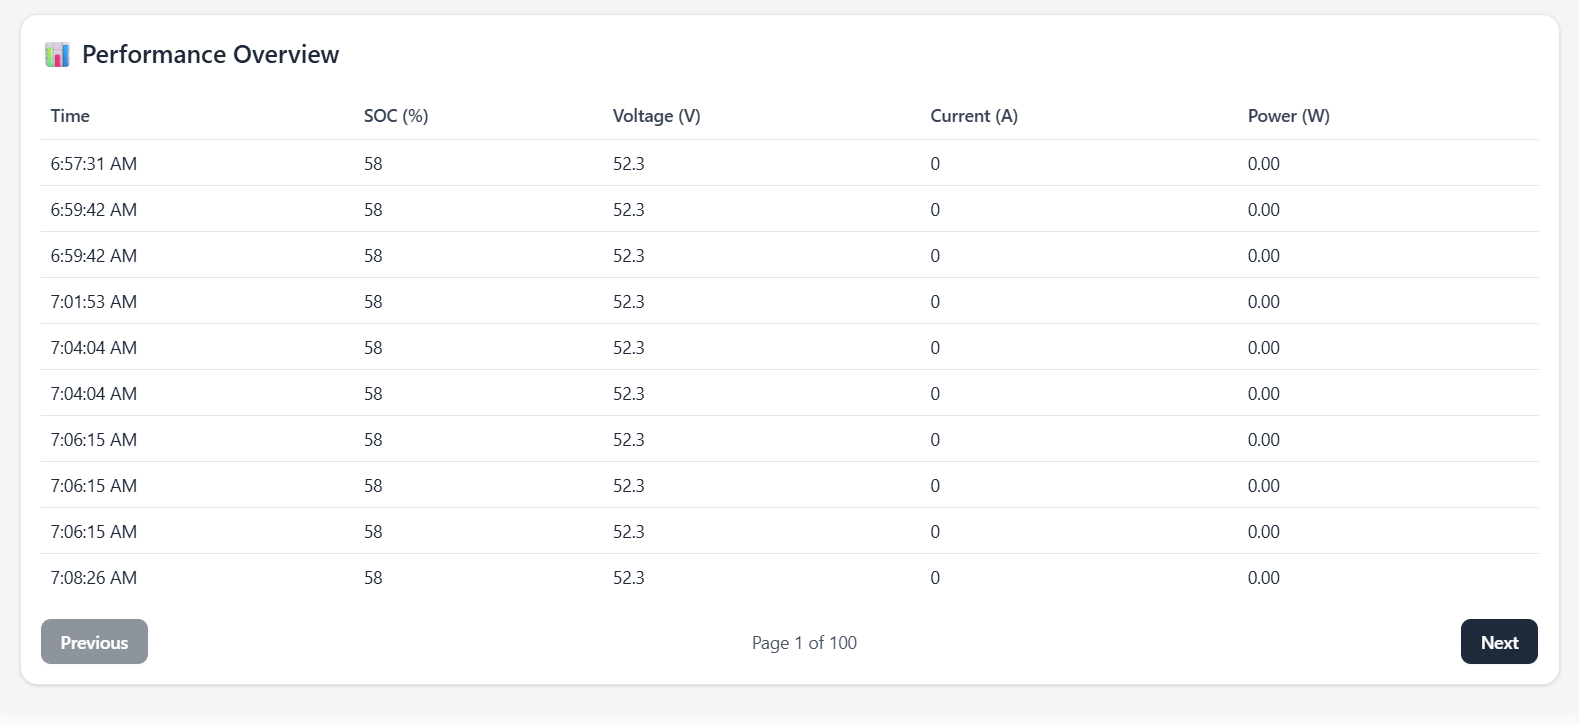 Performance Overview
Time SOC (%) Voltage (V) Current (A) Power (W)
6:57:31 AM 58 52.3 0 0.00
6:59:42 AM 58 52.3 0 0.00
6:59:42 AM 58 52.3 0 0.00
7:01:53 AM 58 52.3 0 0.00
7:04:04 AM 58 52.3 0 0.00
7:04:04 AM 58 52.3 0 0.00
7:06:15 AM 58 52.3 0 0.00
7:06:15 AM 58 52.3 0 0.00
7:06:15 AM 58 52.3 0 0.00
7:08:26 AM 58 52.3 0 0.00
Previous Page 1 of 100 Next